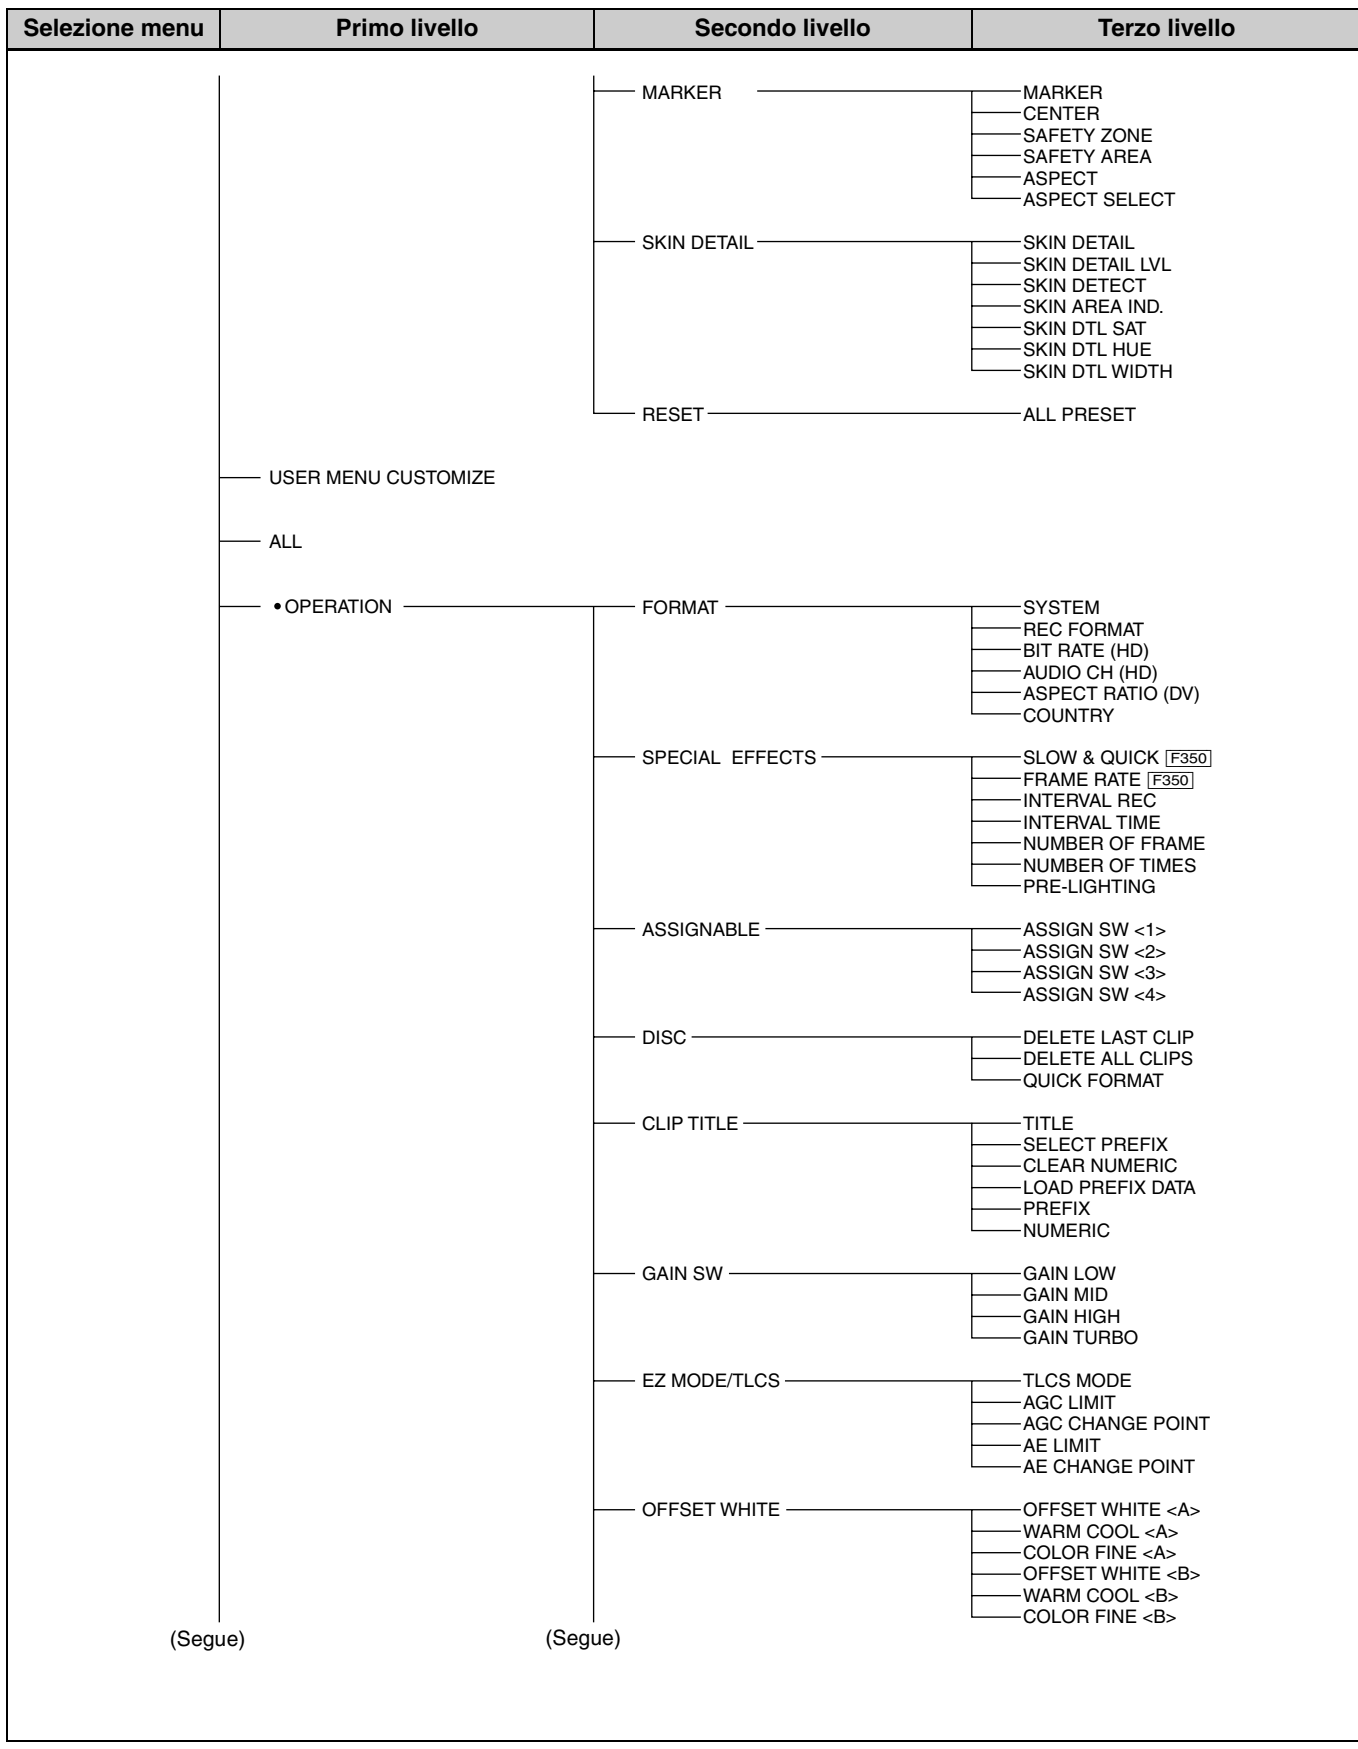 Selezione menu Primo livello Secondo livello Terzo livello
MARKER MARKER
CENTER
SAFETY ZONE
SAFETY AREA
ASPECT
ASPECT SELECT
SKIN DETAIL SKIN DETAIL
SKIN DETAIL LVL
SKIN DETECT
SKIN AREA IND.
SKIN DTL SAT
SKIN DTL HUE
SKIN DTL WIDTH
RESET ALL PRESET
USER MENU CUSTOMIZE
ALL
•OPERATION FORMAT SYSTEM
REC FORMAT
BIT RATE (HD)
AUDIO CH (HD)
ASPECT RATIO (DV)
COUNTRY
SPECIAL EFFECTS SLOW & QUICK F350
FRAME RATE F350
INTERVAL REC
INTERVAL TIME
NUMBER OF FRAME
NUMBER OF TIMES
PRE-LIGHTING
ASSIGNABLE ASSIGN SW <1>
ASSIGN SW <2>
ASSIGN SW <3>
ASSIGN SW <4>
DISC DELETE LAST CLIP
DELETE ALL CLIPS
QUICK FORMAT
CLIP TITLE TITLE
SELECT PREFIX
CLEAR NUMERIC
LOAD PREFIX DATA
PREFIX
NUMERIC
GAIN SW GAIN LOW
GAIN MID
GAIN HIGH
GAIN TURBO
EZ MODE/TLCS TLCS MODE
AGC LIMIT
AGC CHANGE POINT
AE LIMIT
AE CHANGE POINT
OFFSET WHITE OFFSET WHITE <A>
WARM COOL <A>
COLOR FINE <A>
OFFSET WHITE <B>
WARM COOL <B>
COLOR FINE <B>
(Segue) (Segue)